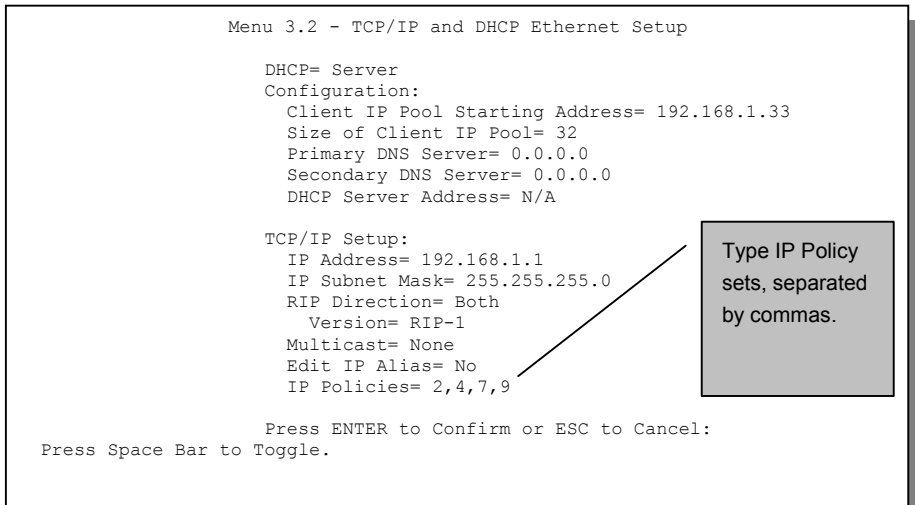 Menu 3.2 - TCP/IP and DHCP Ethernet Setup
DHCP= Server
Configuration:
Client IP Pool Starting Address= 192.168.1.33
Size of Client IP Pool= 32
Primary DNS Server= 0.0.0.0
Secondary DNS Server= 0.0.0.0
DHCP Server Address= N/A
TCP/IP Setup:
IP Address= 192.168.1.1
IP Subnet Mask= 255.255.255.0
RIP Direction= Both
Version= RIP-1
Multicast= None
Edit IP Alias= No
IP Policies= 2,4,7,9
Type IP Policy
sets, separated
by commas.
Press ENTER to Confirm or ESC to Cancel:
Press Space Bar to Toggle.